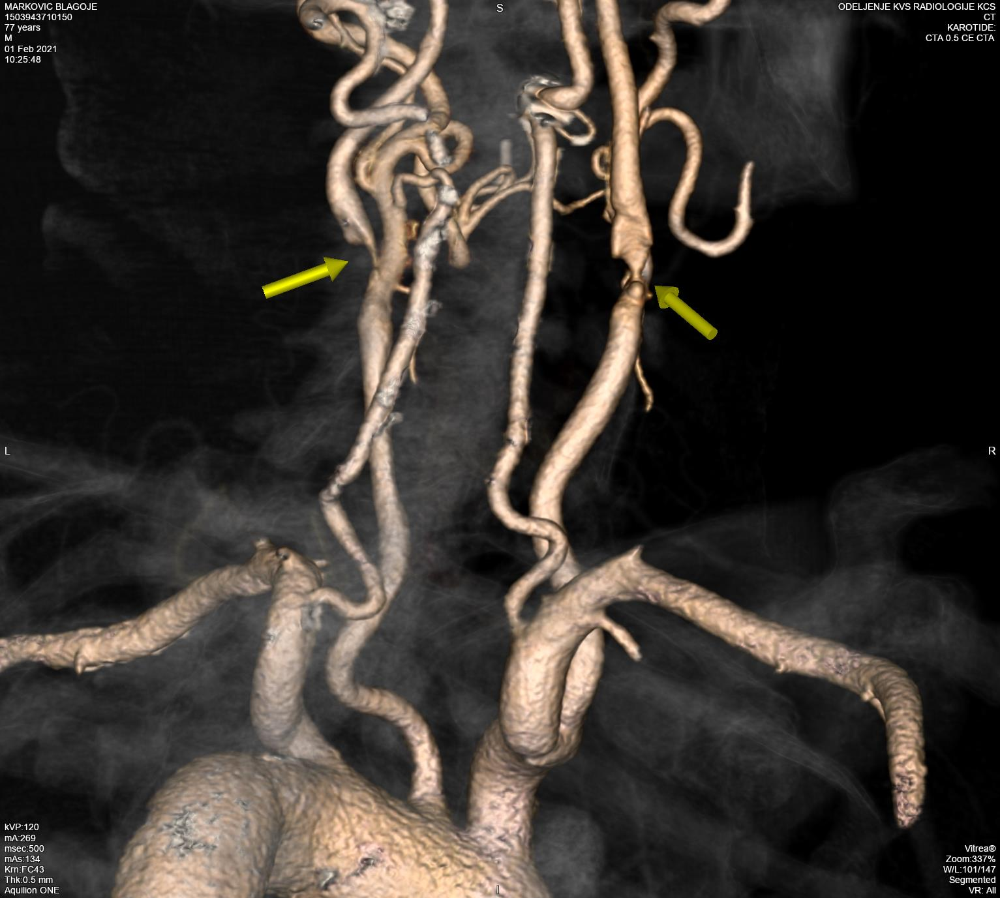 MARKOVIC BLAGOJE
1503943710150
77 years
M
01 Feb 2021
10:25:48
S
ODELJENJE KVS RADIOLOGIJE KCS
CT
KAROTIDE:
CTA 0.5 CE CTA
L
R
kVP:120
mA:269
msec:500
mAs:134
Krn:FC43
Thk:0.5 mm
Aquilion ONE
I
Vitrea®
Zoom:337%
W/L:101/147
Segmented
VR: All